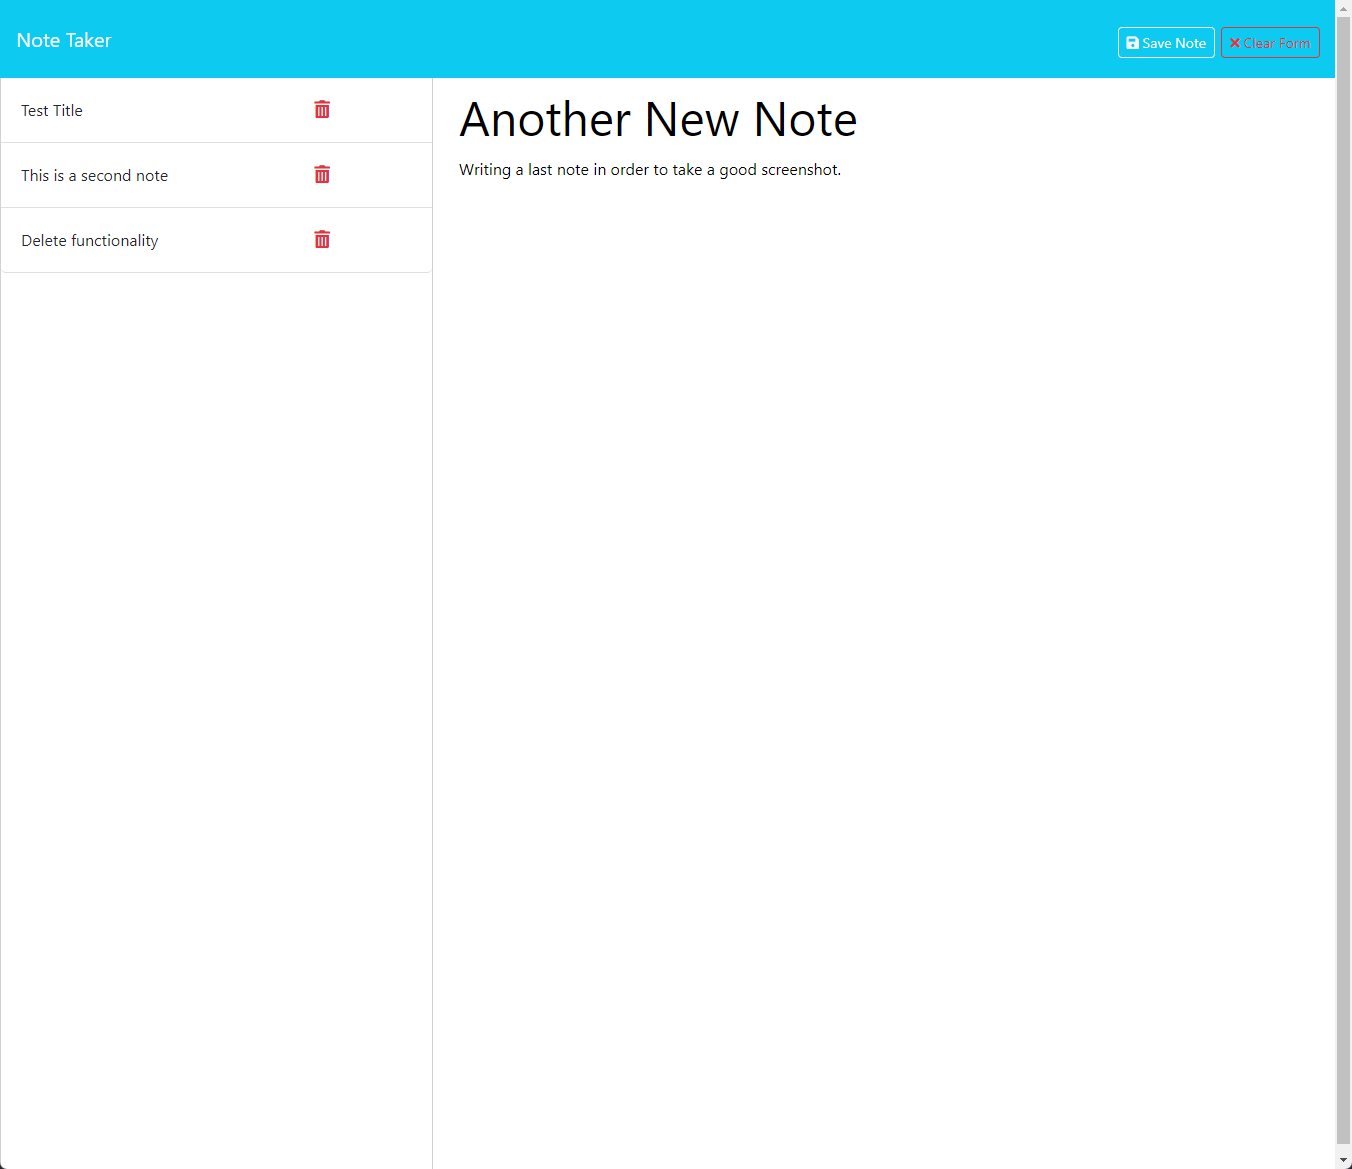 Note Taker
Save Note
Clear Form
Test Title
This is a second note
Delete functionality
Another New Note
Writing a last note in order to take a good screenshot.